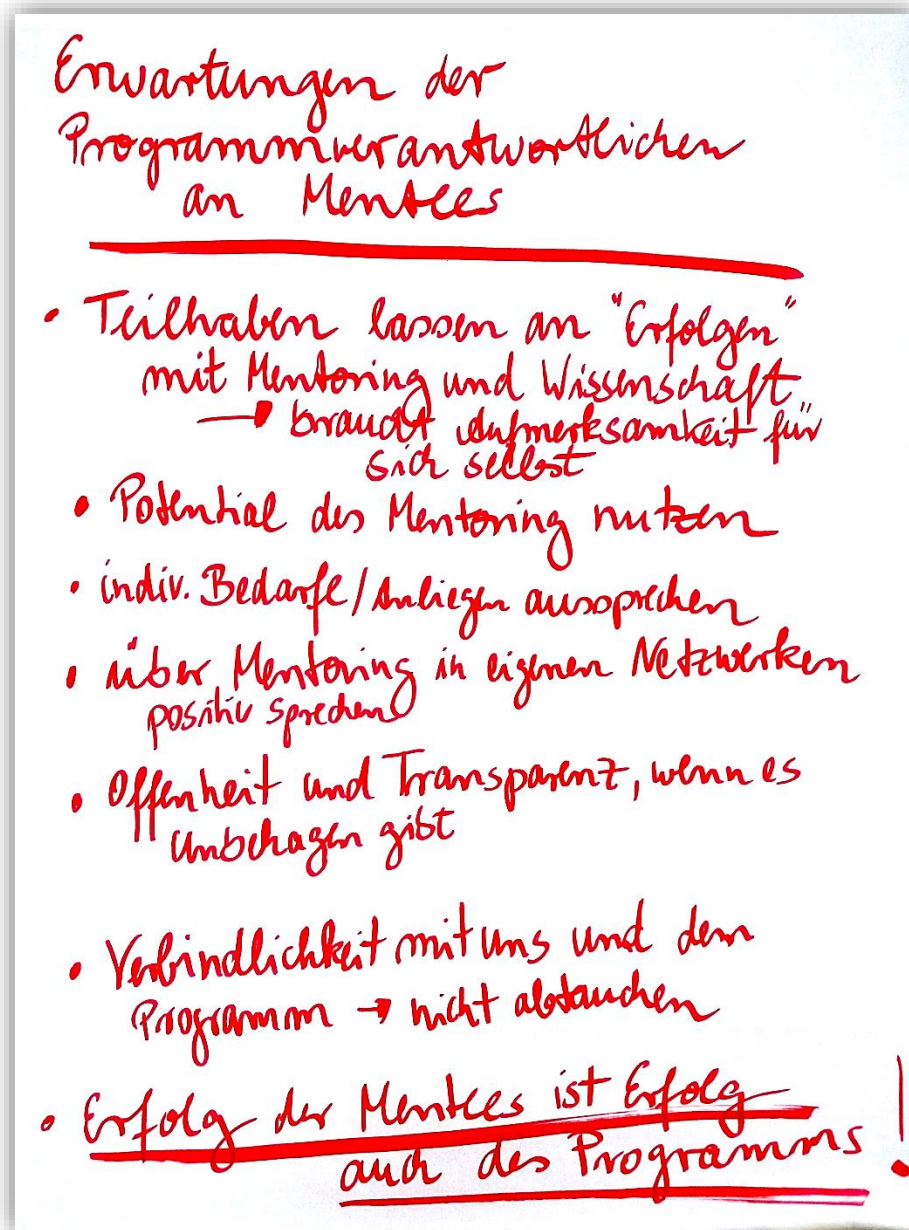 Erwartungen der
Programmverantwortlichen
an Mentees
• Teilhaben lassen an "Erfolgen"
mit Mentoring und Wissenschaft
→ braucht Aufmerksamkeit für
sich selbst
• Potential des Mentoring nutzen
• indiv. Bedarfe/Anliegen aussprechen
• über Mentoring in eigenen Netzwerken
positiv sprechen
• Offenheit und Transparenz, wenn es
Unbehagen gibt
• Verbindlichkeit mit uns und dem
Programm → nicht abtauchen
• Erfolg der Mentees ist Erfolg
auch des Programms !